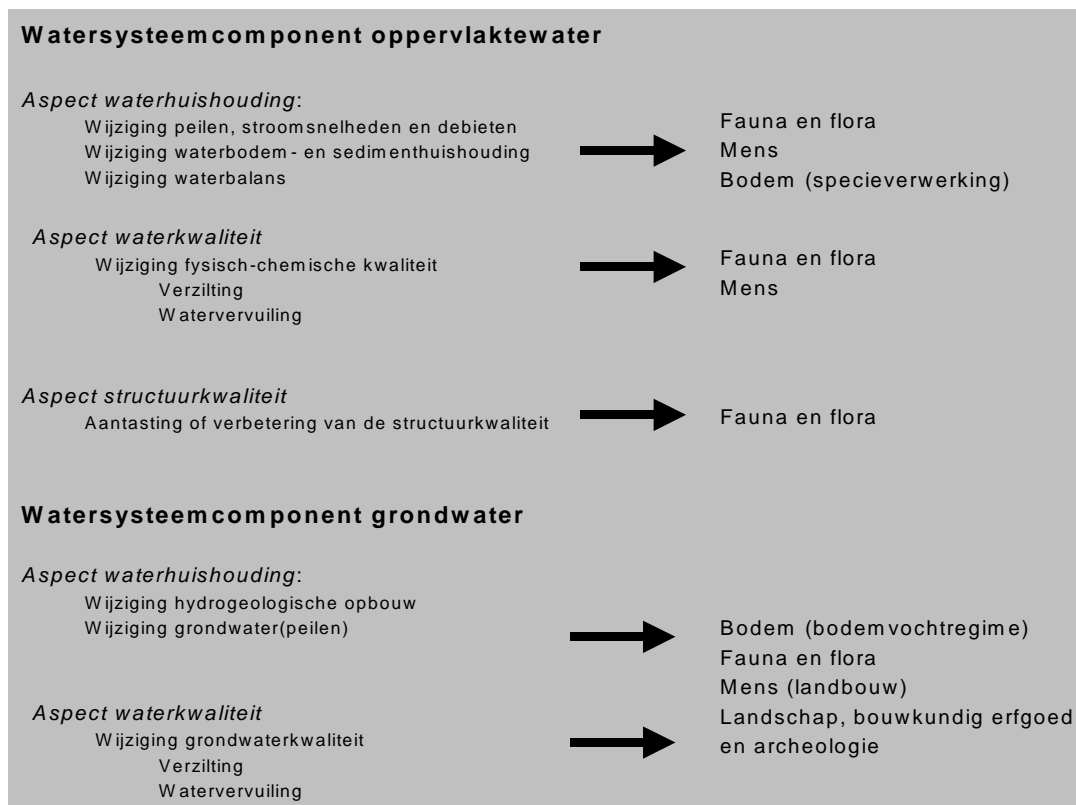 Watersysteemcomponent oppervlaktewater
Aspect waterhuishouding:
Wijziging peilen, stroomsnelheden en debieten
Wijziging waterbodem- en sedimenthuishouding
Wijziging waterbalans
Fauna en flora
Mens
Bodem (specieverwerking)
Aspect waterkwaliteit
Wijziging fysisch-chemische kwaliteit
Verzilting
Watervervuiling
Fauna en flora
Mens
Aspect structuurkwaliteit
Aantasting of verbetering van de structuurkwaliteit
Fauna en flora
Watersysteemcomponent grondwater
Aspect waterhuishouding:
Wijziging hydrogeologische opbouw
Wijziging grondwater(peilen)
Aspect waterkwaliteit
Wijziging grondwaterkwaliteit
Verzilting
Watervervuiling
Bodem (bodemvochtregime)
Fauna en flora
Mens (landbouw)
Landschap, bouwkundig erfgoed
en archeologie